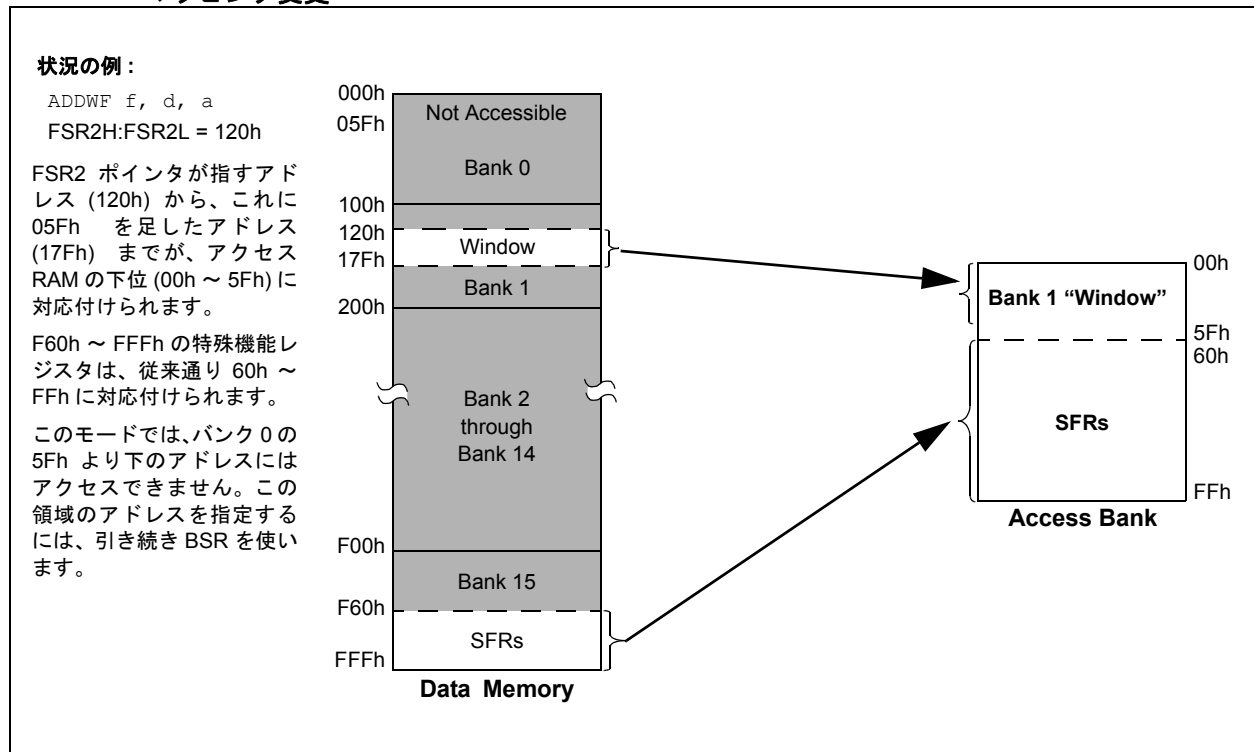 状況の例 :
ADDWF f, d, a
FSR2H:FSR2L = 120h
FSR2 ポインタが指すアド
レス (120h) から、これに
05Fh を足したアドレス
(17Fh) までが、アクセス
RAM の下位 (00h ～ 5Fh) に
対応付けられます。
F60h ～ FFFh の特殊機能レ
ジスタは、従来通り 60h ～
FFh に対応付けられます。
このモードでは、バンク 0 の
5Fh より下のアドレスには
アクセスできません。この
領域のアドレスを指定する
には、引き続き BSR を使い
ます。
000h
05Fh
100h
120h
17Fh
200h
F00h
F60h
FFFh
Not Accessible
Bank 0
Window
Bank 1
Bank 2
through
Bank 14
Bank 15
SFRs
Data Memory
00h
Bank 1 “Window”
5Fh
60h
SFRs
FFh
Access Bank